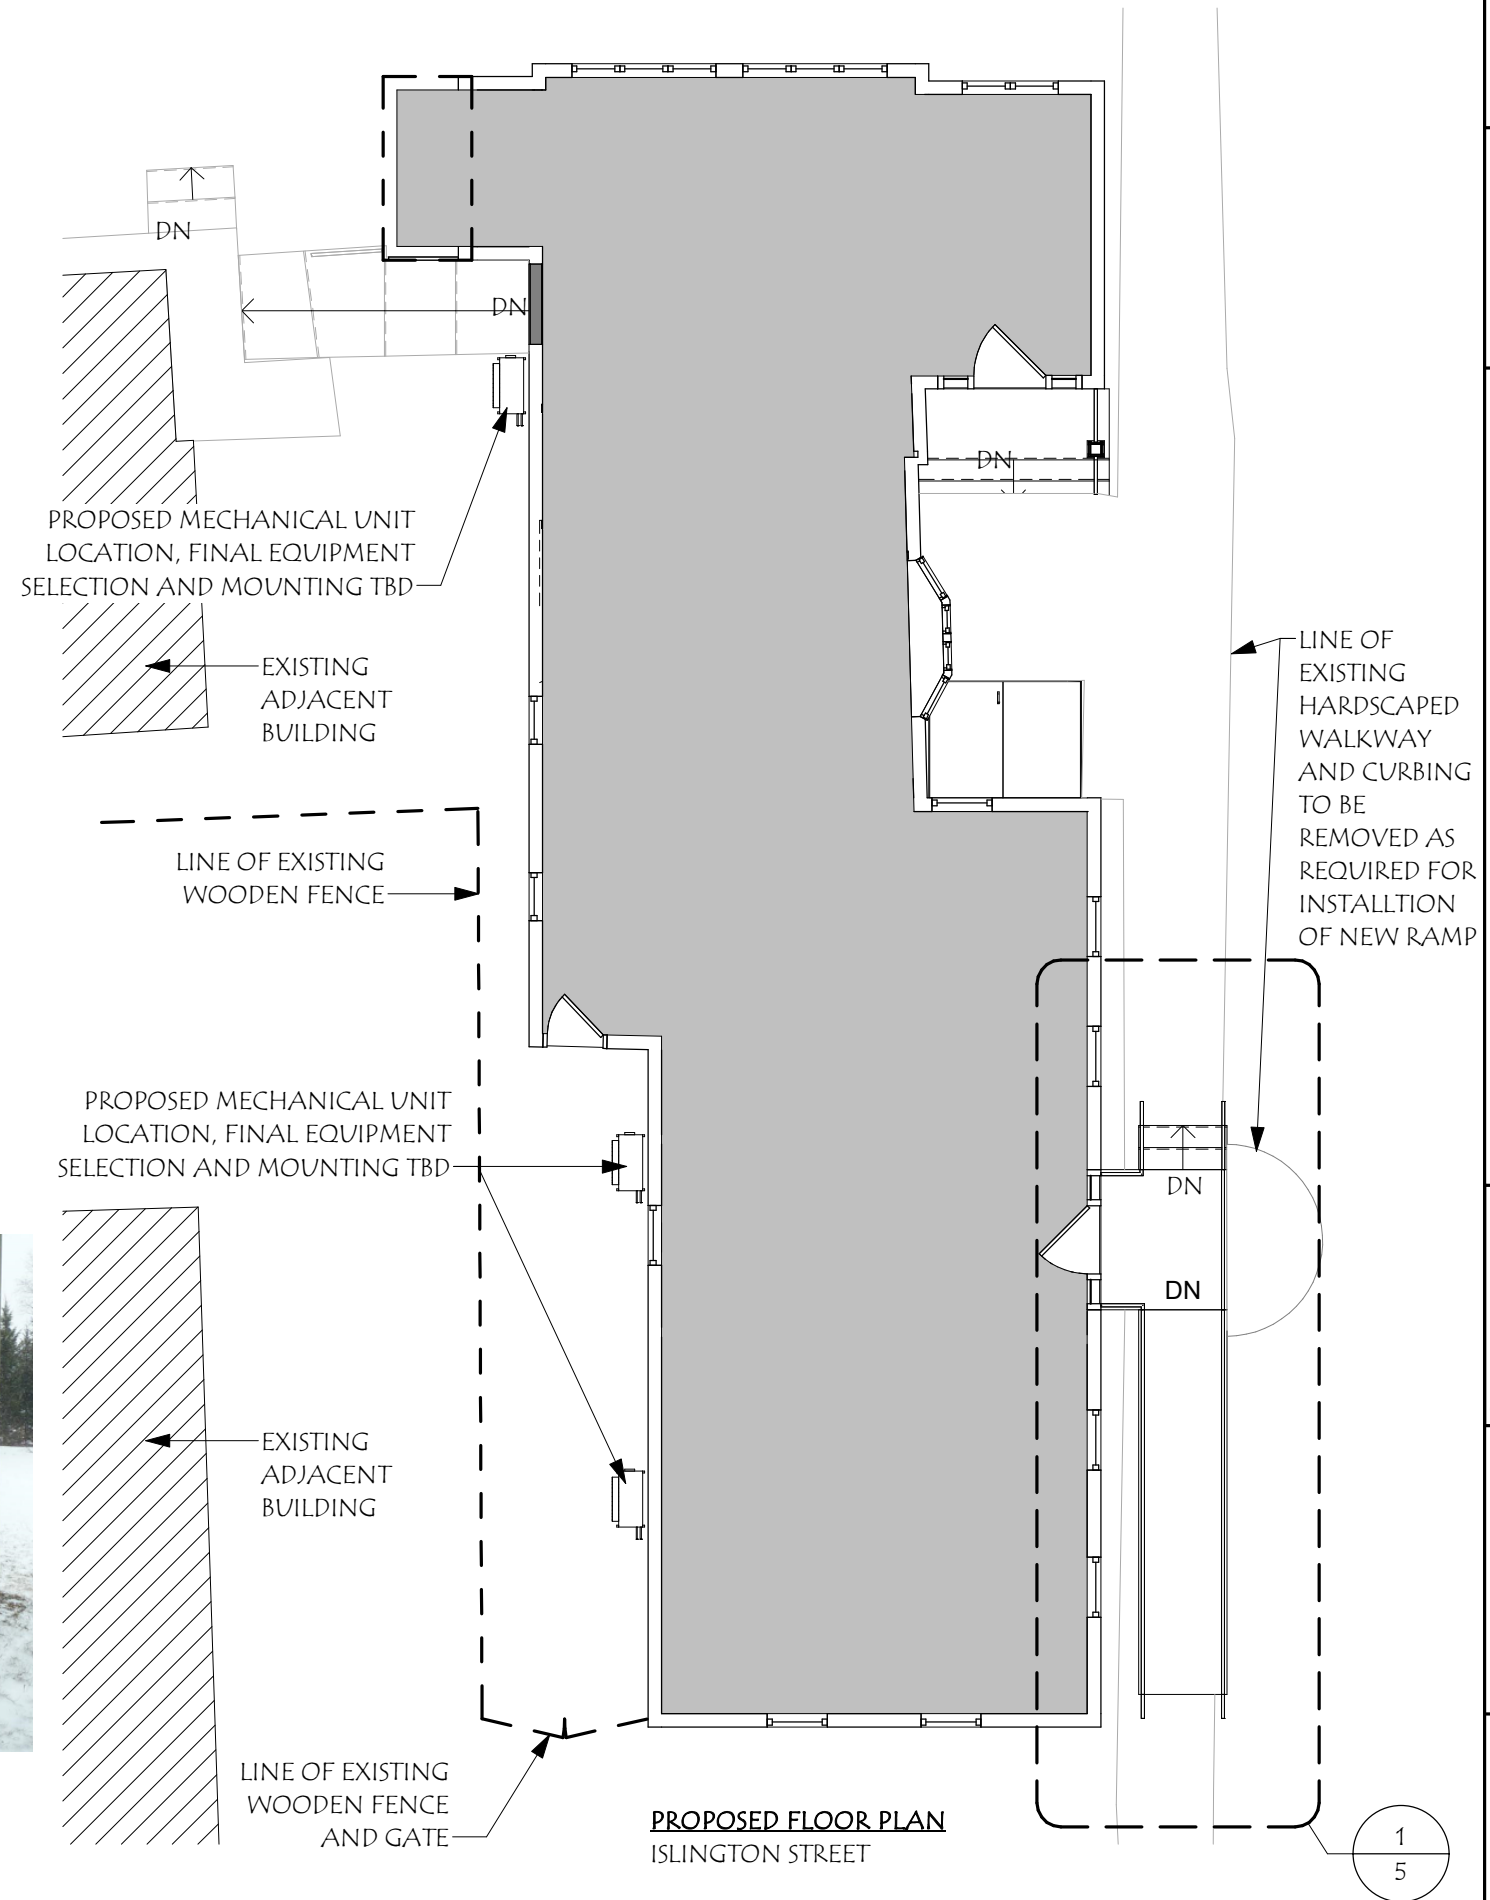 DN
DN
DN
PROPOSED MECHANICAL UNIT
LOCATION, FINAL EQUIPMENT
SELECTION AND MOUNTING TBD
EXISTING
ADJACENT
BUILDING
LINE OF
EXISTING
HARDSCAPED
WALKWAY
AND CURBING
TO BE
REMOVED AS
REQUIRED FOR
INSTALLTION
OF NEW RAMP
LINE OF EXISTING
WOODEN FENCE
PROPOSED MECHANICAL UNIT
LOCATION, FINAL EQUIPMENT
SELECTION AND MOUNTING TBD
DN
DN
EXISTING
ADJACENT
BUILDING
LINE OF EXISTING
WOODEN FENCE
AND GATE
PROPOSED FLOOR PLAN
ISLINGTON STREET
1
5